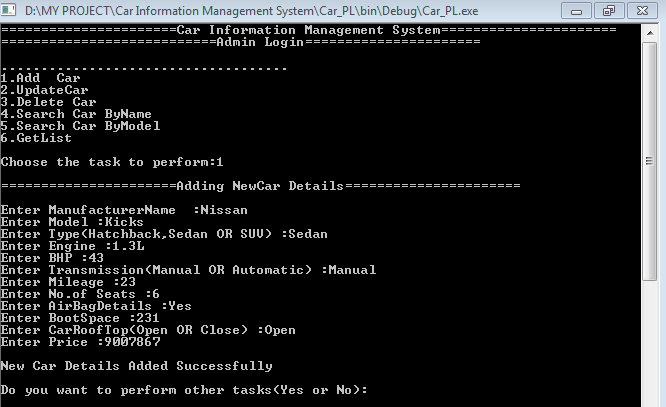 D:\MY PROJECT\Car Information Management System\Car_PL\bin\Debug\Car_PL.exe
======================Car Information Management System======================
===========================Admin Login======================
....................................
1.Add  Car
2.UpdateCar
3.Delete Car
4.Search Car ByName
5.Search Car ByModel
6.GetList
Choose the task to perform:1
======================Adding NewCar Details======================
Enter ManufacturerName  :Nissan
Enter Model :Kicks
Enter Type(Hatchback,Sedan OR SUV) :Sedan
Enter Engine :1.3L
Enter BHP :43
Enter Transmission(Manual OR Automatic) :Manual
Enter Mileage :23
Enter No.of Seats :6
Enter AirBagDetails :Yes
Enter BootSpace :231
Enter CarRoofTop(Open OR Close) :Open
Enter Price :9007867
New Car Details Added Successfully
Do you want to perform other tasks(Yes or No):